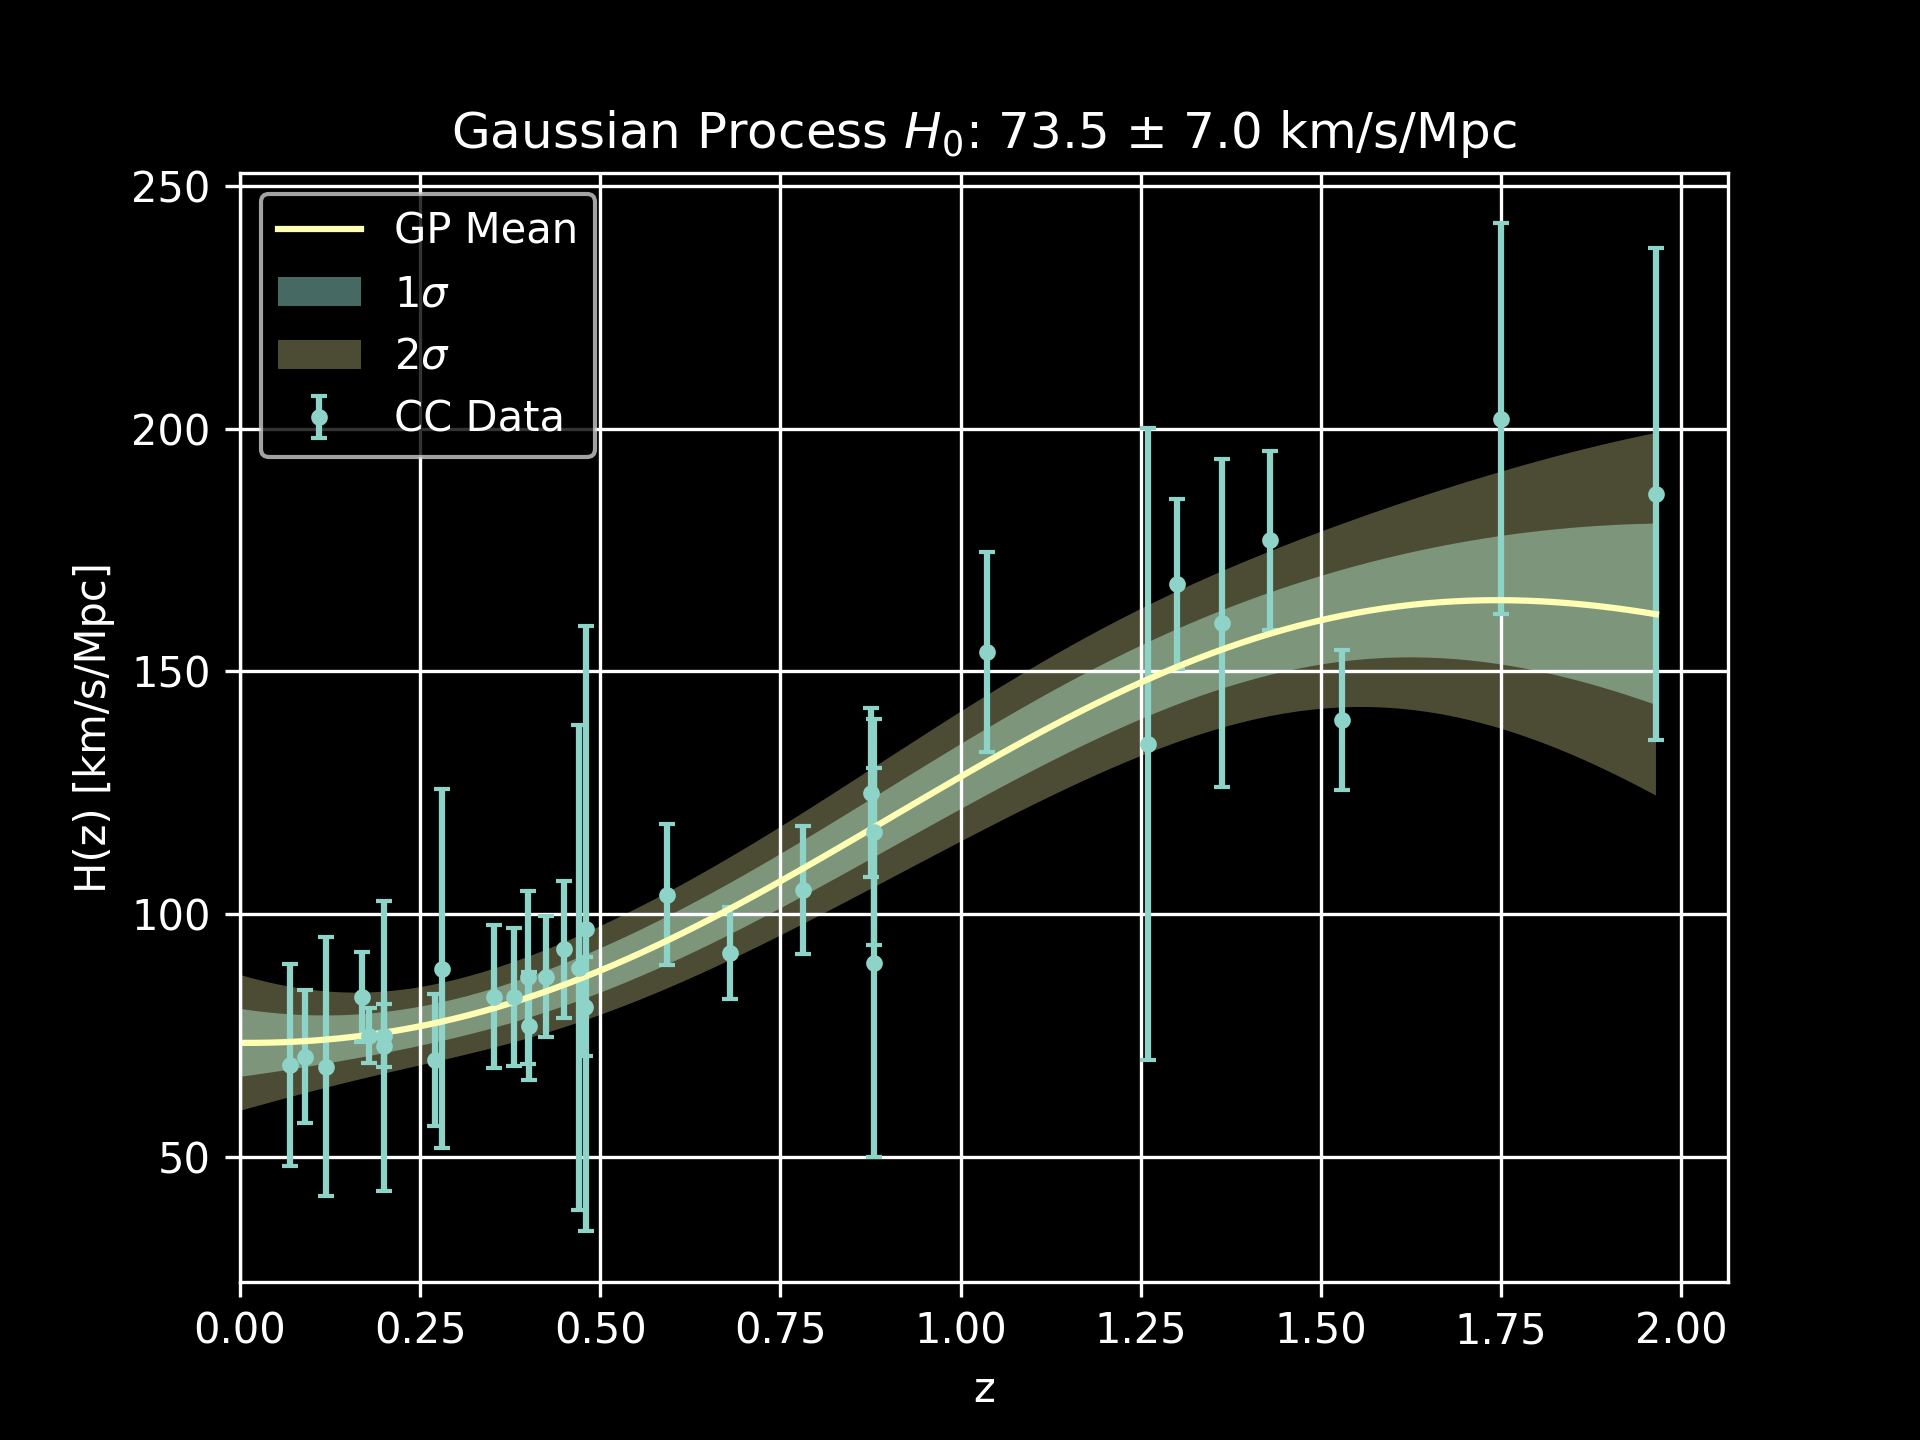 Gaussian Process H₀: 73.5 ± 7.0 km/s/Mpc
GP Mean
1σ
2σ
CC Data
H(z) [km/s/Mpc]
250
200
150
100
50
0.00 0.25 0.50 0.75 1.00 1.25 1.50 1.75 2.00
z